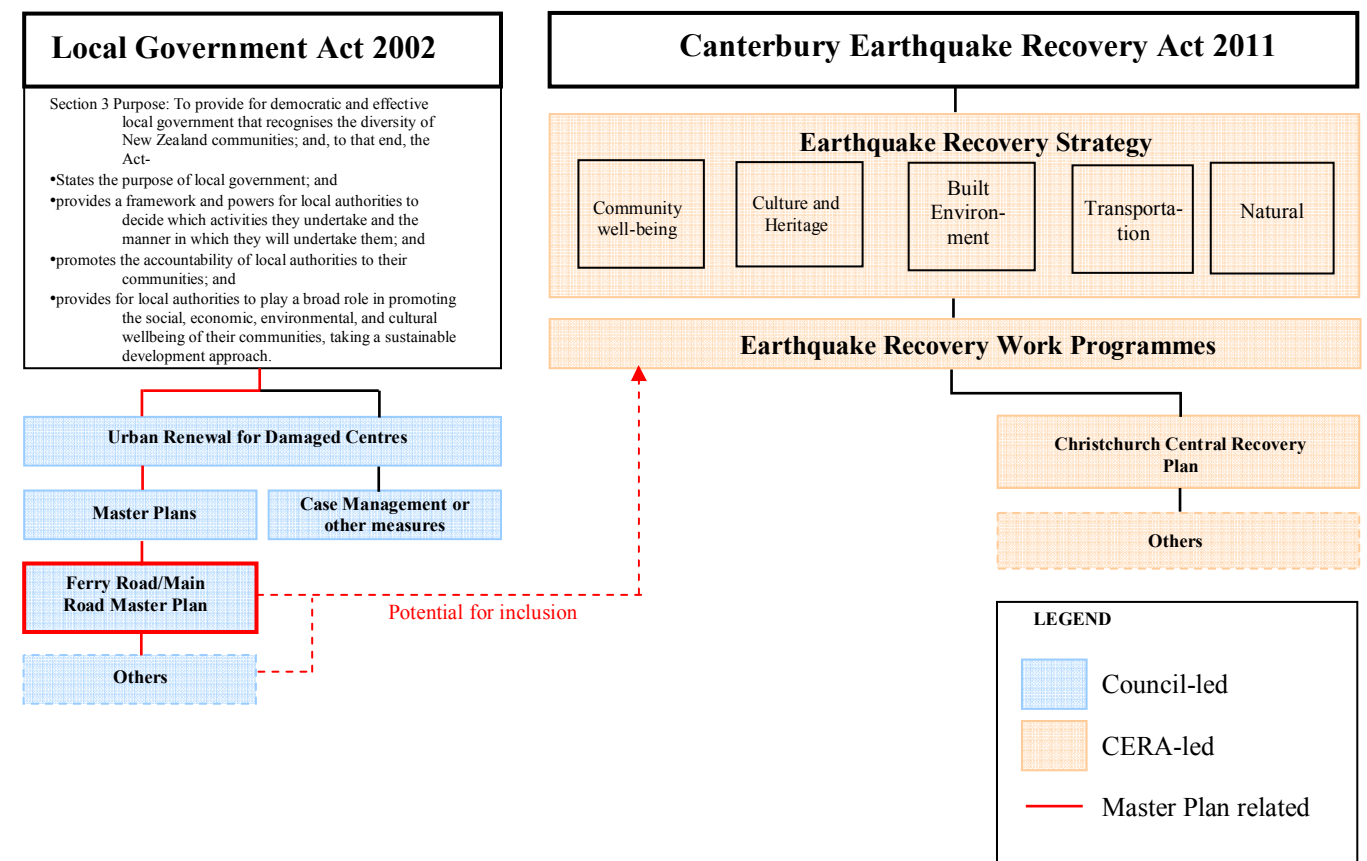 Local Government Act 2002
Section 3 Purpose: To provide for democratic and effective
local government that recognises the diversity of
New Zealand communities; and, to that end, the
Act-
•States the purpose of local government; and
•provides a framework and powers for local authorities to
decide which activities they undertake and the
manner in which they will undertake them; and
•promotes the accountability of local authorities to their
communities; and
•provides for local authorities to play a broad role in promoting
the social, economic, environmental, and cultural
wellbeing of their communities, taking a sustainable
development approach.
Urban Renewal for Damaged Centres
Master Plans
Case Management or
other measures
Ferry Road/Main
Road Master Plan
Others
Potential for inclusion
Canterbury Earthquake Recovery Act 2011
Earthquake Recovery Strategy
Community
well-being
Culture and
Heritage
Built
Environ-
ment
Transporta-
tion
Natural
Earthquake Recovery Work Programmes
Christchurch Central Recovery
Plan
Others
LEGEND
Council-led
CERA-led
Master Plan related